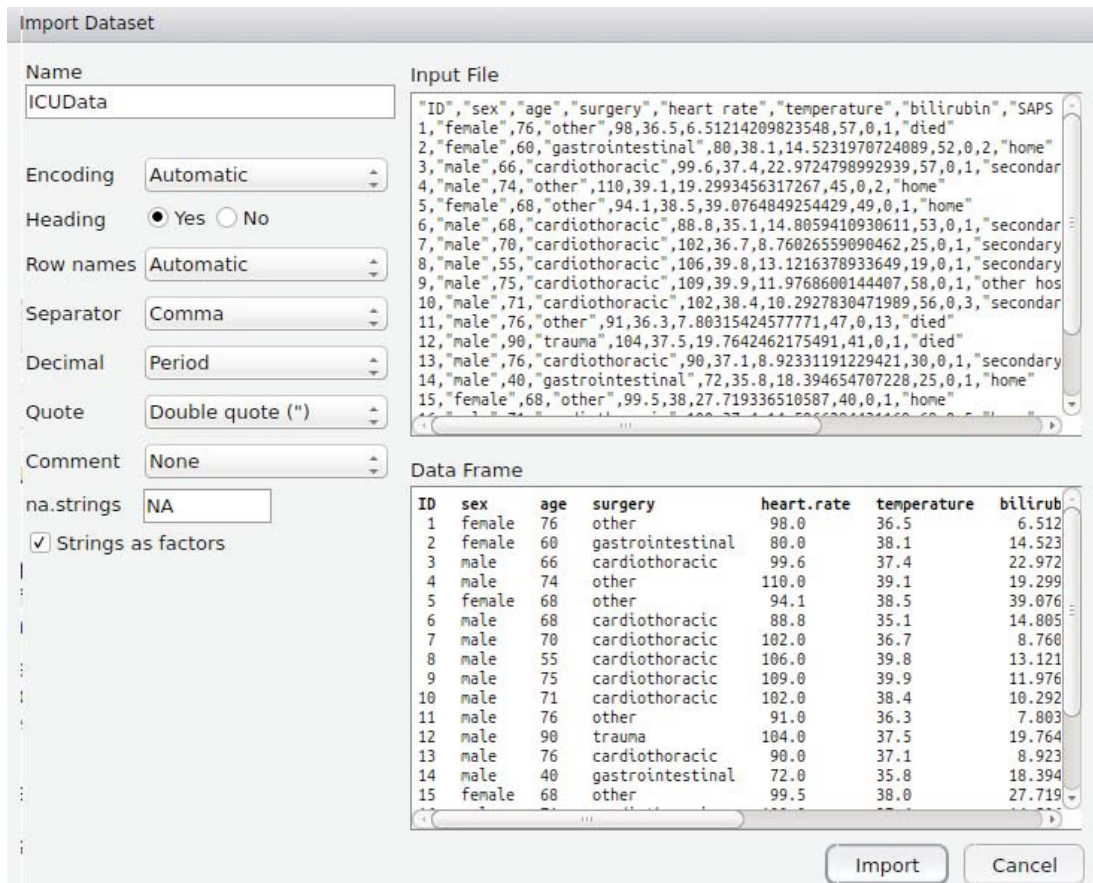 Import Dataset
Name
ICUData
Encoding Automatic
Heading Yes No
Row names Automatic
Separator Comma
Decimal Period
Quote Double quote (")
Comment None
na.strings NA
Strings as factors
Input File
"ID","sex","age","surgery","heart rate","temperature","bilirubin","SAPS
1,"female",76,"other",98,36.5,6.51214209823548,57,0,1,"died"
2,"female",60,"gastrointestinal",80,38.1,14.5231970724089,52,0,2,"home"
3,"male",66,"cardiothoracic",99.6,37.4,22.9724798992939,57,0,1,"secondar
4,"male",74,"other",110,39.1,19.2993456317267,45,0,2,"home"
5,"female",68,"other",94.1,38.5,39.0764849254429,49,0,1,"home"
6,"male",68,"cardiothoracic",88.8,35.1,14.8059410930611,53,0,1,"secondar
7,"male",70,"cardiothoracic",102,36.7,8.76026559090462,25,0,1,"secondary
8,"male",55,"cardiothoracic",106,39.8,13.1216378933649,19,0,1,"secondary
9,"male",75,"cardiothoracic",109,39.9,11.9768600144407,58,0,1,"other hos
10,"male",71,"cardiothoracic",102,38.4,10.2927830471989,56,0,3,"secondar
11,"male",76,"other",91,36.3,7.80315424577771,47,0,13,"died"
12,"male",90,"trauma",104,37.5,19.7642462175491,41,0,1,"died"
13,"male",76,"cardiothoracic",90,37.1,8.92331191229421,30,0,1,"secondary
14,"male",40,"gastrointestinal",72,35.8,18.394654707228,25,0,1,"home"
15,"female",68,"other",99.5,38,27.719336510587,40,0,1,"home"
Data Frame
ID sex age surgery heart.rate temperature bilirub
1 female 76 other 98.0 36.5 6.512
2 female 60 gastrointestinal 80.0 38.1 14.523
3 male 66 cardiothoracic 99.6 37.4 22.972
4 male 74 other 110.0 39.1 19.299
5 female 68 other 94.1 38.5 39.076
6 male 68 cardiothoracic 88.8 35.1 14.805
7 male 70 cardiothoracic 102.0 36.7 8.760
8 male 55 cardiothoracic 106.0 39.8 13.121
9 male 75 cardiothoracic 109.0 39.9 11.976
10 male 71 cardiothoracic 102.0 38.4 10.292
11 male 76 other 91.0 36.3 7.803
12 male 90 trauma 104.0 37.5 19.764
13 male 76 cardiothoracic 90.0 37.1 8.923
14 male 40 gastrointestinal 72.0 35.8 18.394
15 female 68 other 99.5 38.0 27.719
Import Cancel